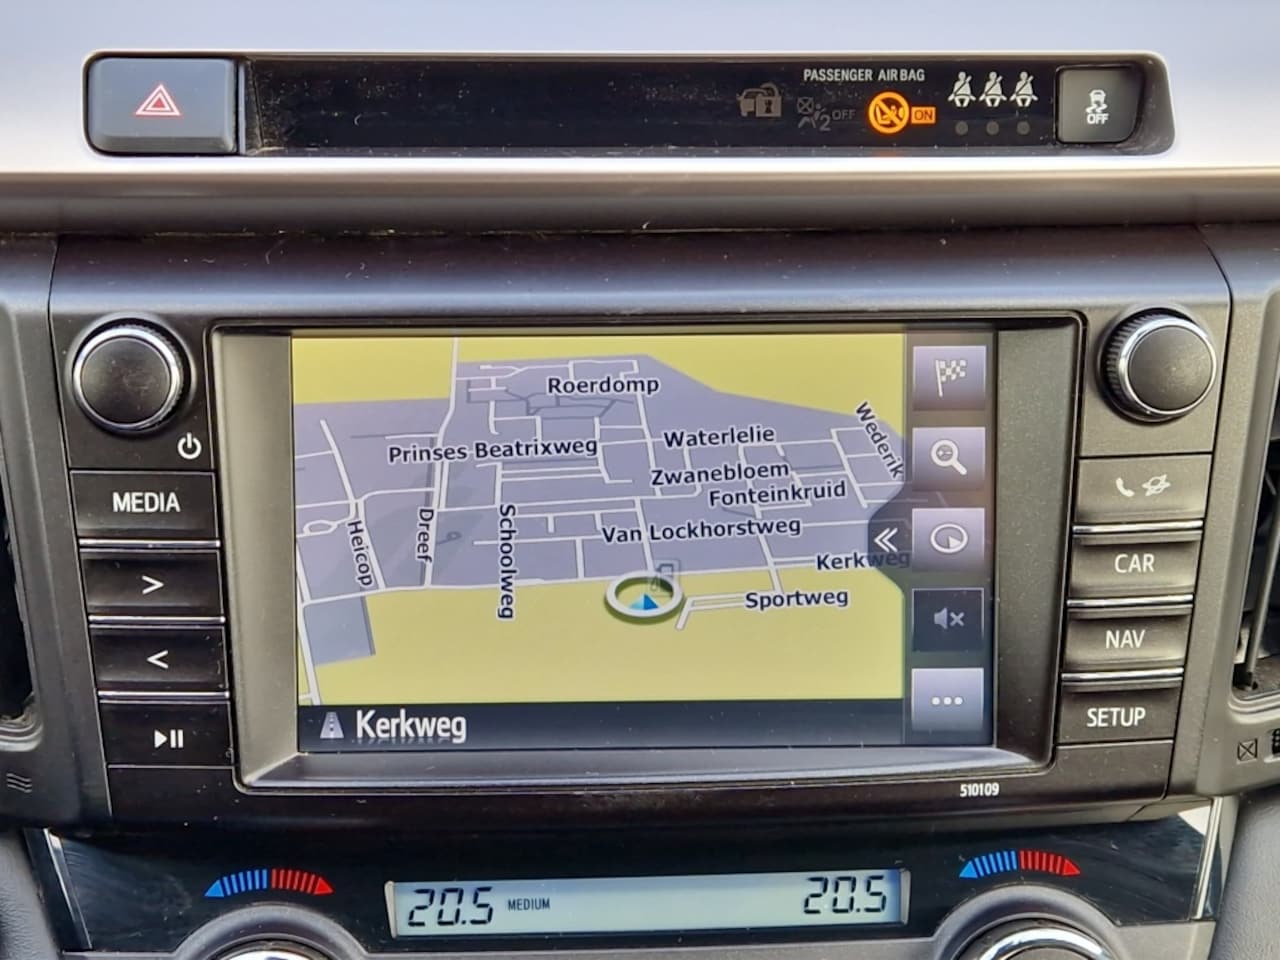 PASSENGER AIR BAG
2 OFF
ON
OFF
MEDIA
>
<
CAR
NAV
SETUP
Roerdomp
Wederik
Waterlelie
Prinses Beatrixweg
Zwanebloem
Fonteinkruid
Van Lockhorstweg
Heicop
Dreef
Schoolweg
Kerkweg
Sportweg
Kerkweg
510109
20.5 MEDIUM 20.5